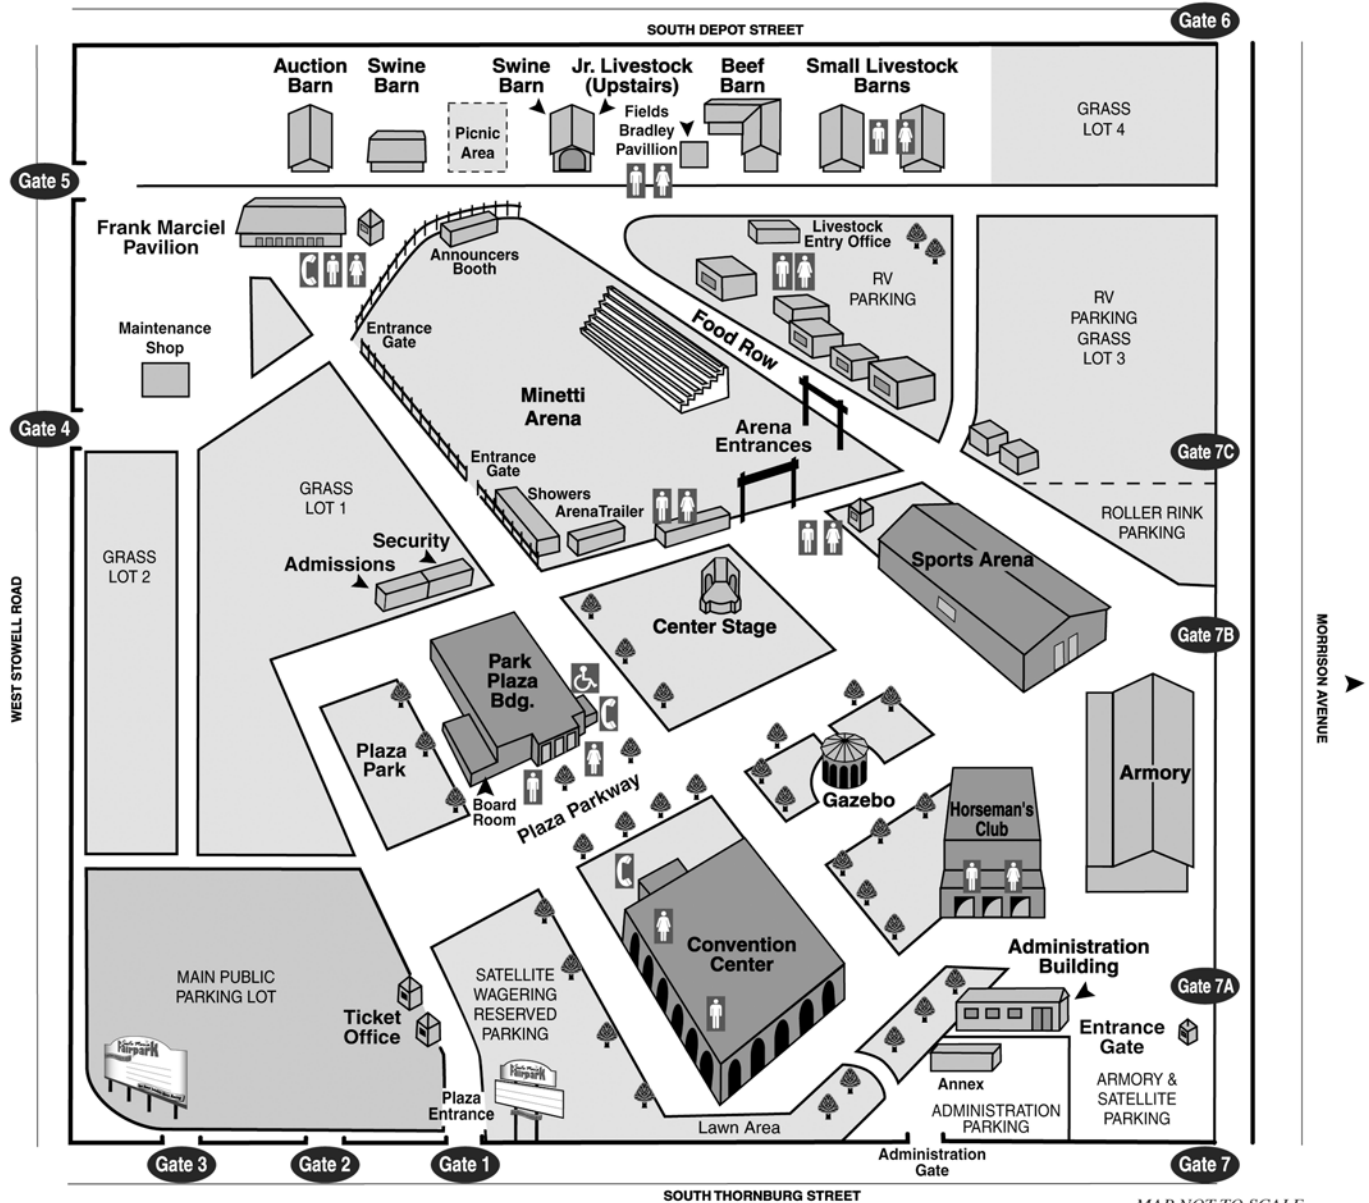 SOUTH DEPOT STREET
Gate 6
Auction
Barn
Swine
Barn
Swine
Barn
Jr. Livestock
(Upstairs)
Beef
Barn
Small Livestock
Barns
Fields
Bradley
Pavillion
Picnic
Area
GRASS
LOT 4
Gate 5
Frank Marciel
Pavilion
Announcers
Booth
Livestock
Entry Office
RV
PARKING
RV
PARKING
GRASS
LOT 3
Maintenance
Shop
Entrance
Gate
Food Row
Minetti
Arena
Arena
Entrances
Gate 4
Gate 7C
Entrance
Gate
Showers
ArenaTrailer
GRASS
LOT 1
ROLLER RINK
PARKING
GRASS
LOT 2
Security
Admissions
Sports Arena
Center Stage
Gate 7B
WEST STOWELL ROAD
MORRISON AVENUE
Park
Plaza
Bdg.
Plaza
Park
Board
Room
Plaza Parkway
Gazebo
Armory
Horseman's
Club
Convention
Center
Administration
Building
MAIN PUBLIC
PARKING LOT
SATELLITE
WAGERING
RESERVED
PARKING
Gate 7A
Ticket
Office
Entrance
Gate
Fairpark
Fairpark
Annex
Plaza
Entrance
ARMORY &
SATELLITE
PARKING
ADMINISTRATION
PARKING
Lawn Area
Gate 3
Gate 2
Gate 1
Administration
Gate
Gate 7
SOUTH THORNBURG STREET
MAP NOT TO SCALE